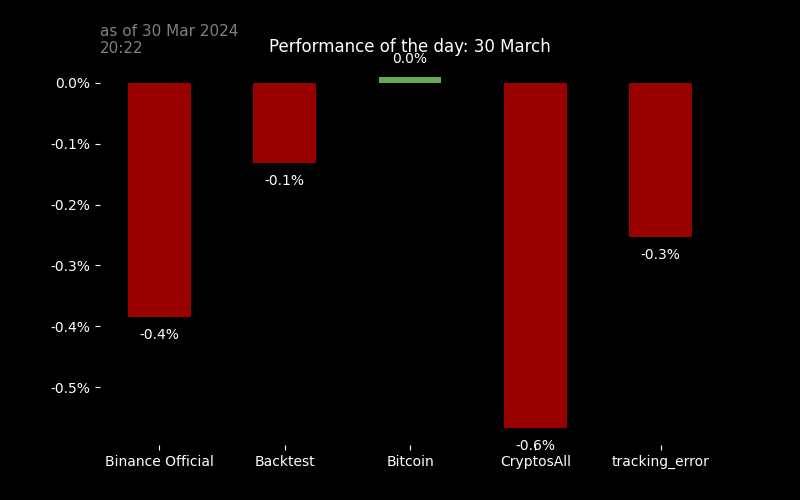 as of 30 Mar 2024
20:22
Performance of the day: 30 March
0.0%
0.0%
-0.1%
-0.1%
-0.2%
-0.3%
-0.3%
-0.4%
-0.4%
-0.5%
-0.6%
Binance Official
Backtest
Bitcoin
CryptosAll
tracking_error